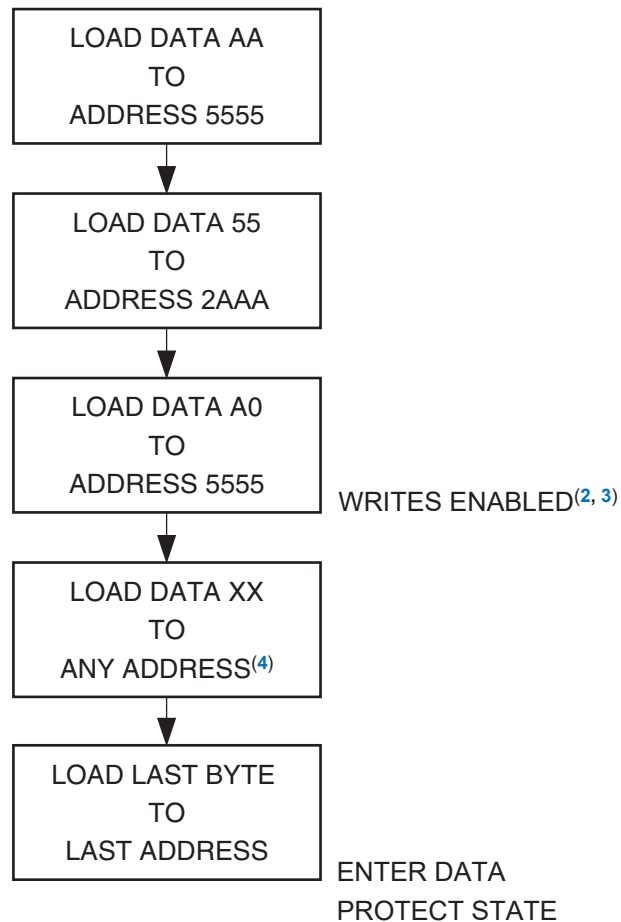 LOAD DATA AA
TO
ADDRESS 5555
LOAD DATA 55
TO
ADDRESS 2AAA
LOAD DATA A0
TO
ADDRESS 5555
WRITES ENABLED(2, 3)
LOAD DATA XX
TO
ANY ADDRESS(4)
LOAD LAST BYTE
TO
LAST ADDRESS
ENTER DATA
PROTECT STATE